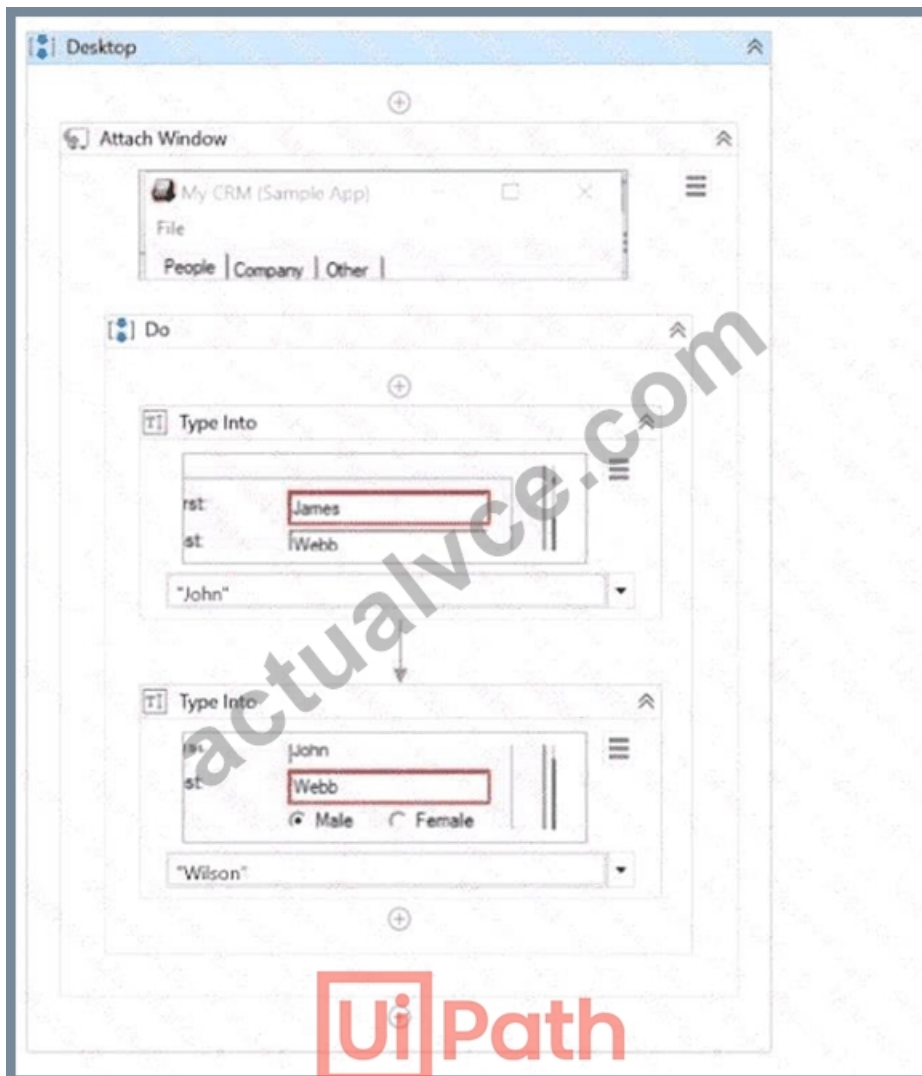 Desktop
Attach Window
My CRM (Sample App)
File
People Company Other
Do
Type Into
rst:
James
st:
Webb
"John"
Type Into
John
st:
Webb
Male Female
"Wilson"
UiPath
actualvce.com